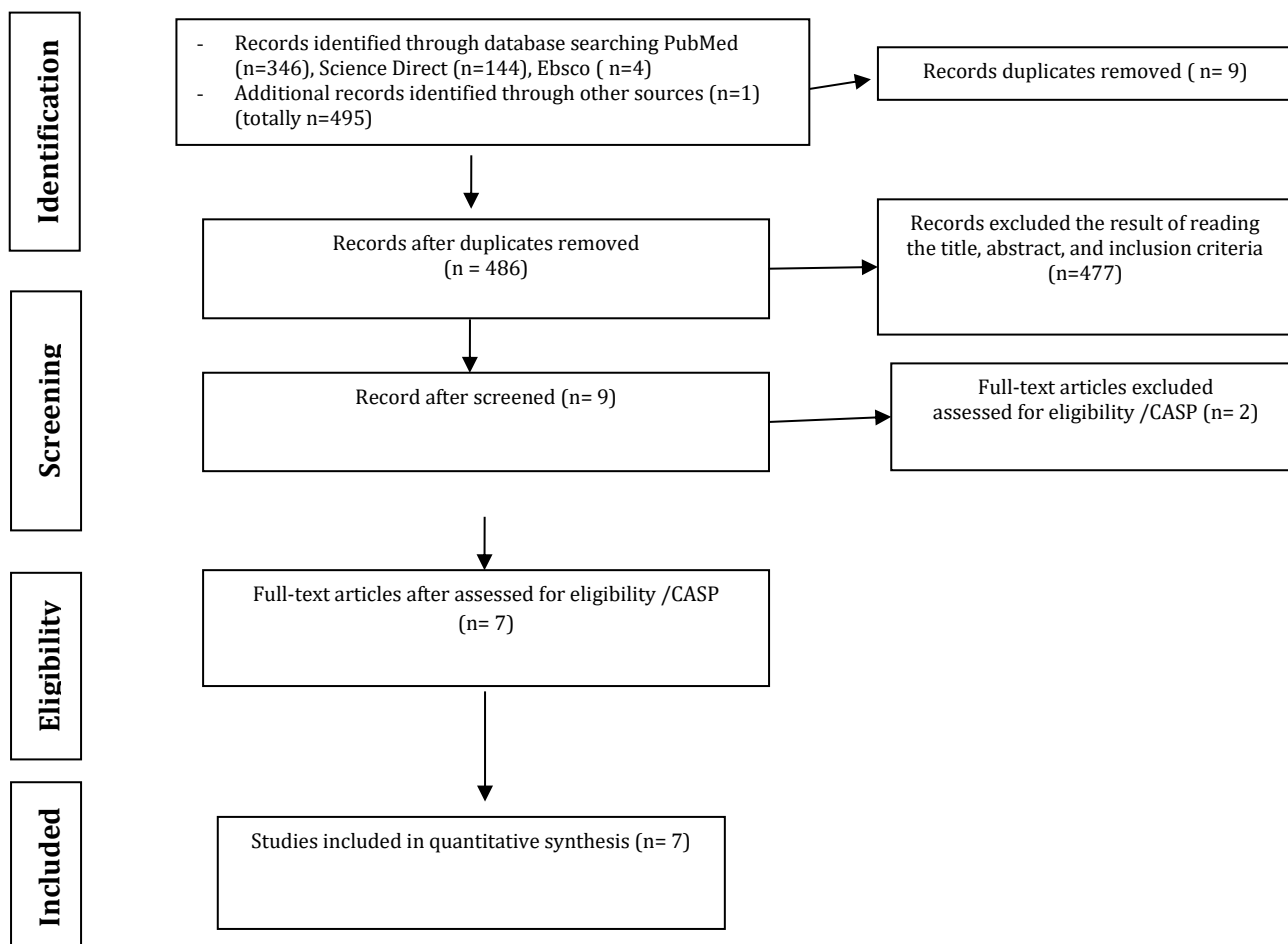 Identification
- Records identified through database searching PubMed
(n=346), Science Direct (n=144), Ebsco ( n=4)
- Additional records identified through other sources (n=1)
(totally n=495)
Records duplicates removed ( n= 9)
Records after duplicates removed
(n = 486)
Records excluded the result of reading
the title, abstract, and inclusion criteria
(n=477)
Screening
Record after screened (n= 9)
Full-text articles excluded
assessed for eligibility /CASP (n= 2)
Eligibility
Full-text articles after assessed for eligibility /CASP
(n= 7)
Included
Studies included in quantitative synthesis (n= 7)